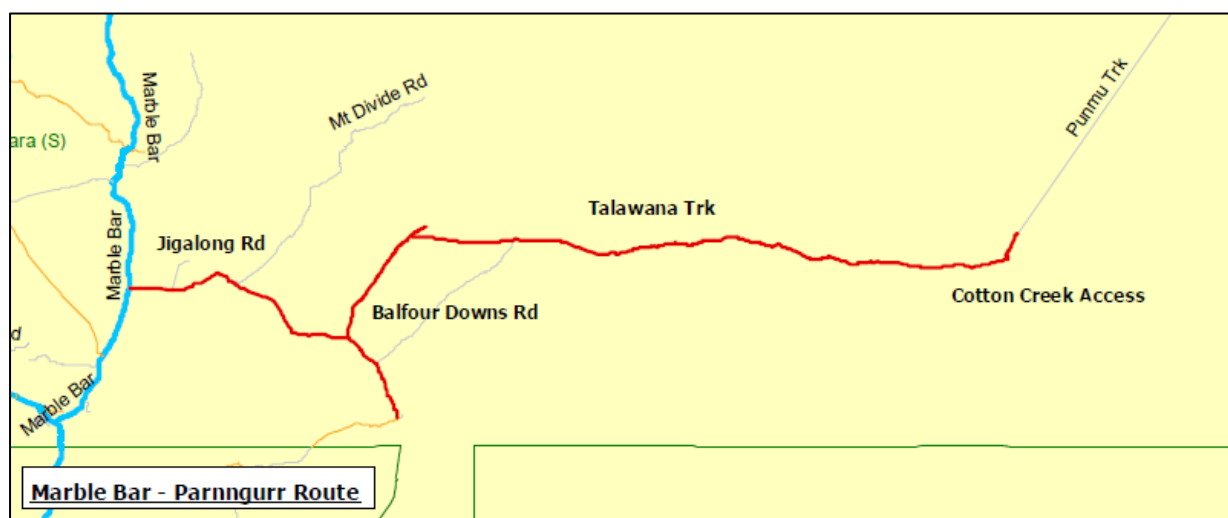 Marble Bar
Mt Divide Rd
Punmu Trk
ara (S)
Talawana Trk
Marble Bar
Jigalong Rd
Cotton Creek Access
Balfour Downs Rd
d
Marble Bar
Marble Bar - Parnngurr Route